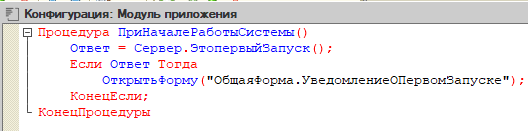 Конфигурация: Модуль приложения
Процедура ПриНачалеРаботыСистемы()
Ответ = Сервер.ЭтопервыйЗапуск();
Если Ответ Тогда
ОткрытьФорму("ОбщаяФорма.УведомлениеОПервомЗапуске");
КонецЕсли;
КонецПроцедуры